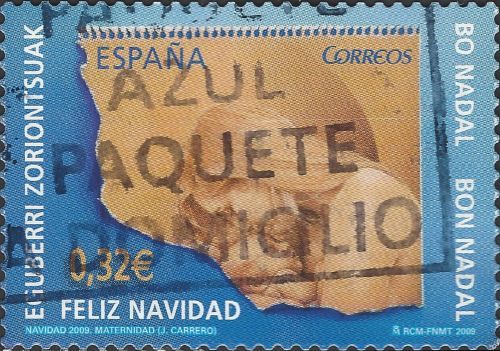 ESPAÑA
CORREOS
AZUL
PAQUETE
A DOMICILIO
EGUBERRI ZORIONTSUAK
BO NADAL
BON NADAL
0,32€
FELIZ NAVIDAD
NAVIDAD 2009. MATERNIDAD (J. CARRERO)
RCM-FNMT 2009